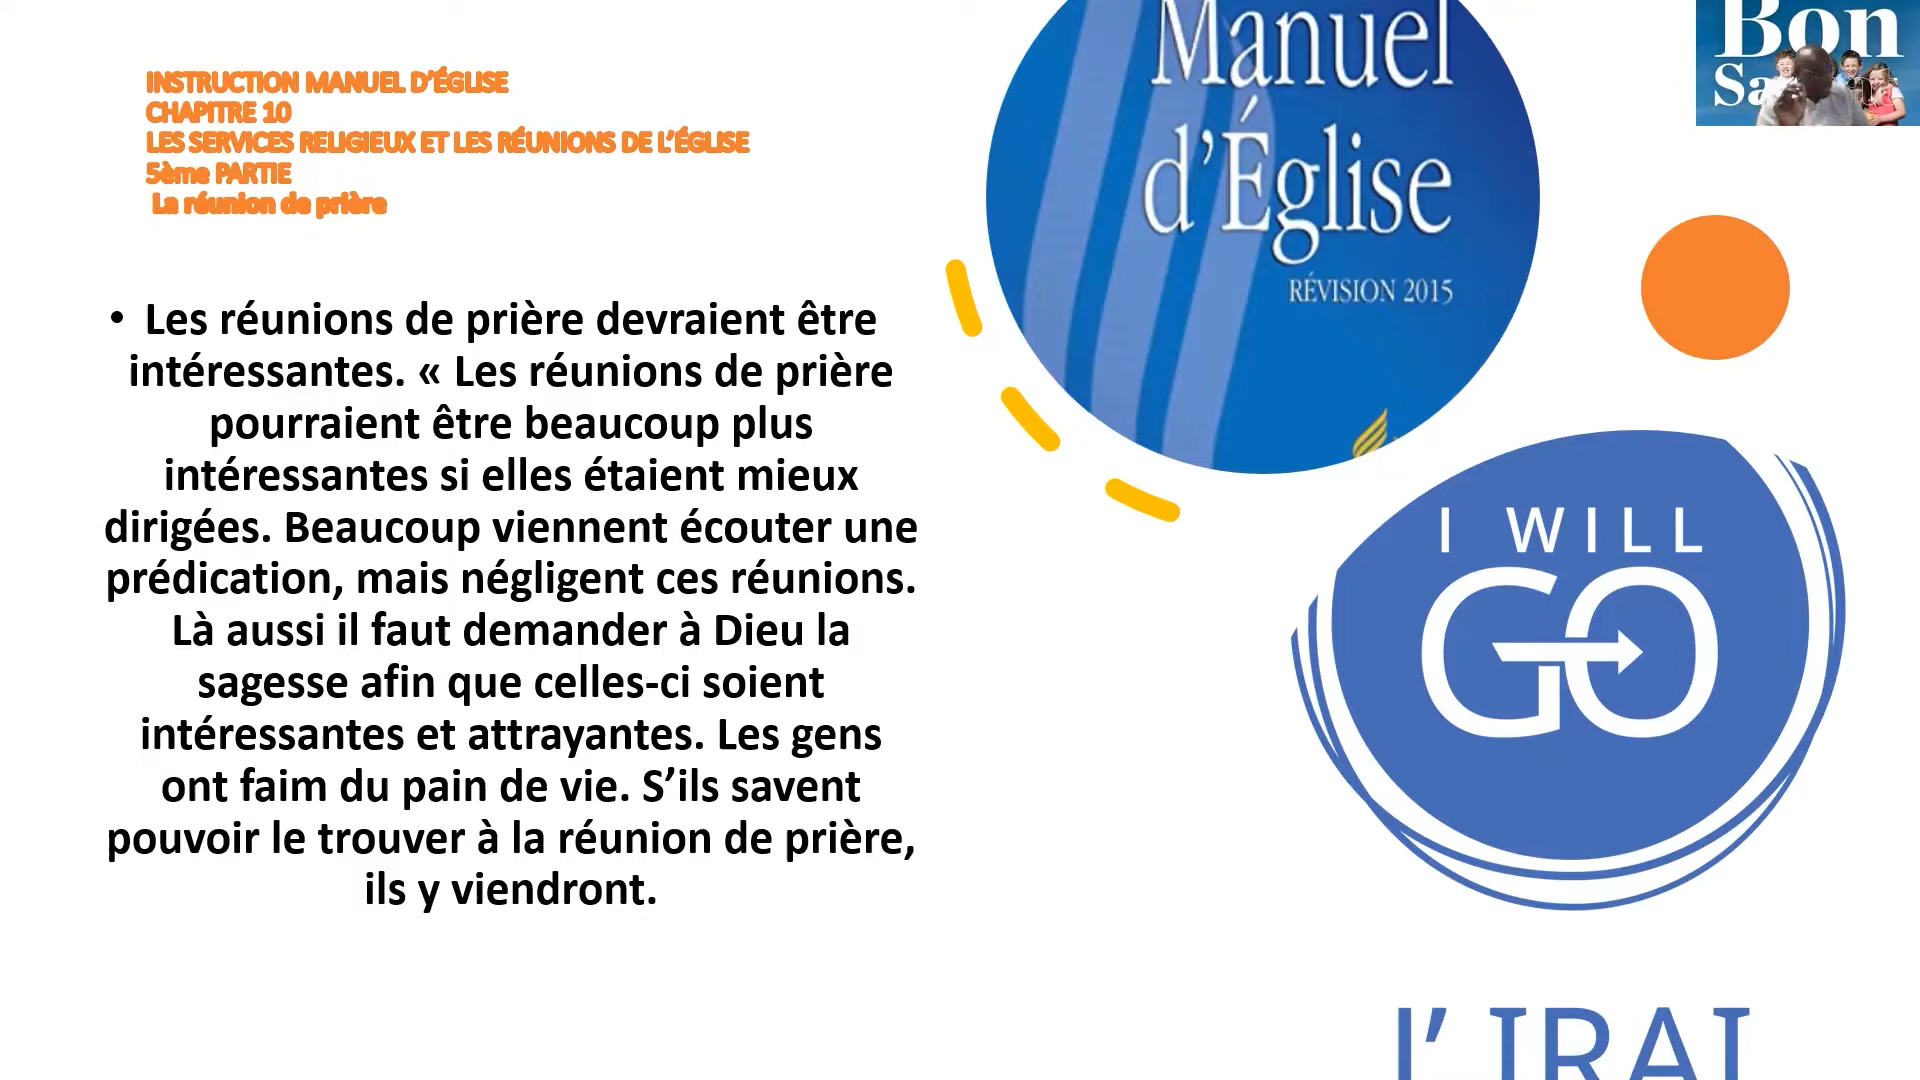 INSTRUCTION MANUEL D’ÉGLISE
CHAPITRE 10
LES SERVICES RELIGIEUX ET LES RÉUNIONS DE L’ÉGLISE
5ème PARTIE
La réunion de prière
• Les réunions de prière devraient être
intéressantes. « Les réunions de prière
pourraient être beaucoup plus
intéressantes si elles étaient mieux
dirigées. Beaucoup viennent écouter une
prédication, mais négligent ces réunions.
Là aussi il faut demander à Dieu la
sagesse afin que celles-ci soient
intéressantes et attrayantes. Les gens
ont faim du pain de vie. S’ils savent
pouvoir le trouver à la réunion de prière,
ils y viendront.
Manuel
d’Église
RÉVISION 2015
Bon
I WILL
GO
J’ IRAI